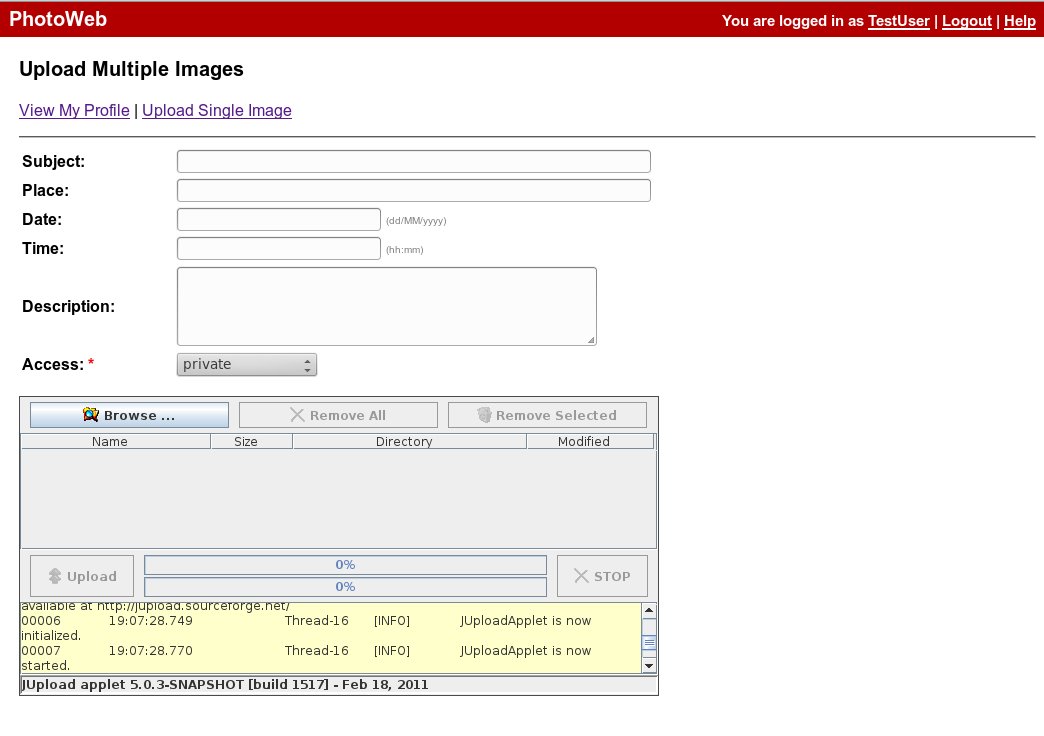 PhotoWeb
You are logged in as TestUser | Logout | Help
Upload Multiple Images
View My Profile | Upload Single Image
Subject:
Place:
Date: (dd/MM/yyyy)
Time: (hh:mm)
Description:
Access: * private
Browse ... Remove All Remove Selected
Name Size Directory Modified
Upload 0% STOP
0%
available at http://jupload.sourceforge.net/
00006 19:07:28.749 Thread-16 [INFO] JUploadApplet is now
initialized.
00007 19:07:28.770 Thread-16 [INFO] JUploadApplet is now
started.
JUpload applet 5.0.3-SNAPSHOT [build 1517] - Feb 18, 2011